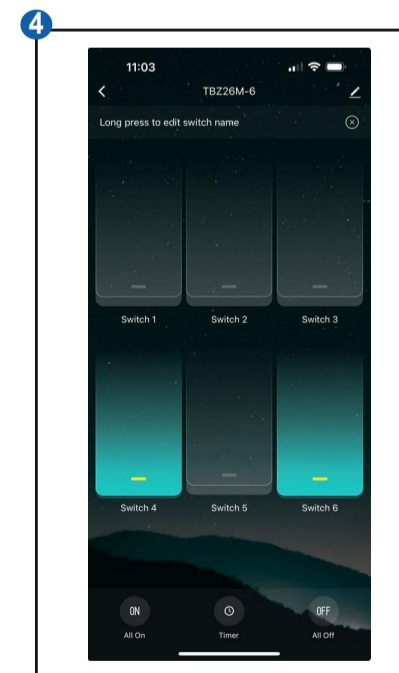 4
11:03
TBZ26M-6
Long press to edit switch name
Switch 1 Switch 2 Switch 3
Switch 4 Switch 5 Switch 6
ON OFF
All On Timer All Off